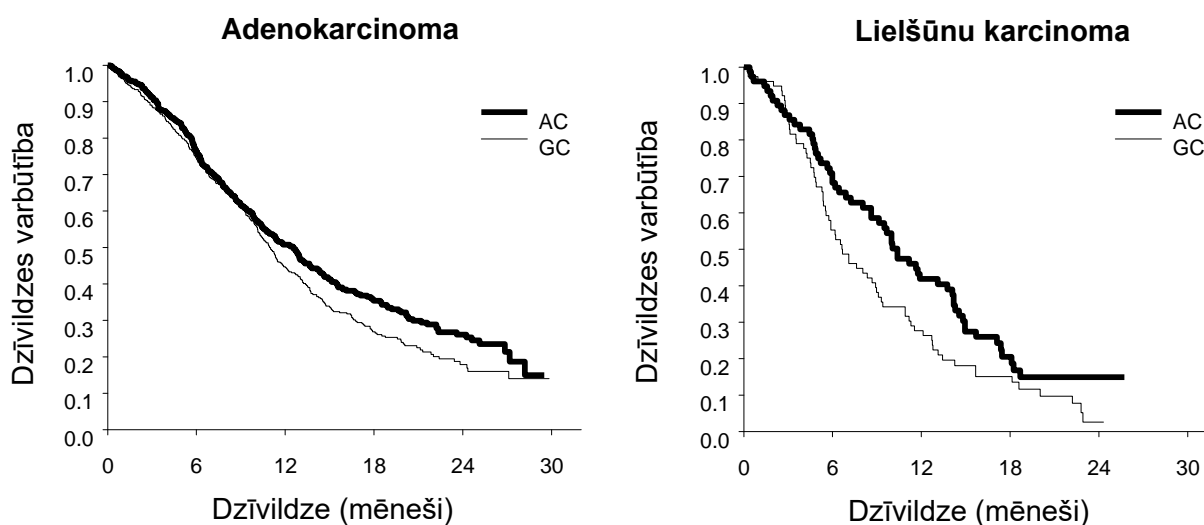 Adenokarcinoma
Dzīvildzes varbūtība
1.0
0.9
0.8
0.7
0.6
0.5
0.4
0.3
0.2
0.1
0.0
AC
GC
0 6 12 18 24 30
Dzīvildze (mēneši)
Lielšūnu karcinoma
Dzīvildzes varbūtība
1.0
0.9
0.8
0.7
0.6
0.5
0.4
0.3
0.2
0.1
0.0
AC
GC
0 6 12 18 24 30
Dzīvildze (mēneši)